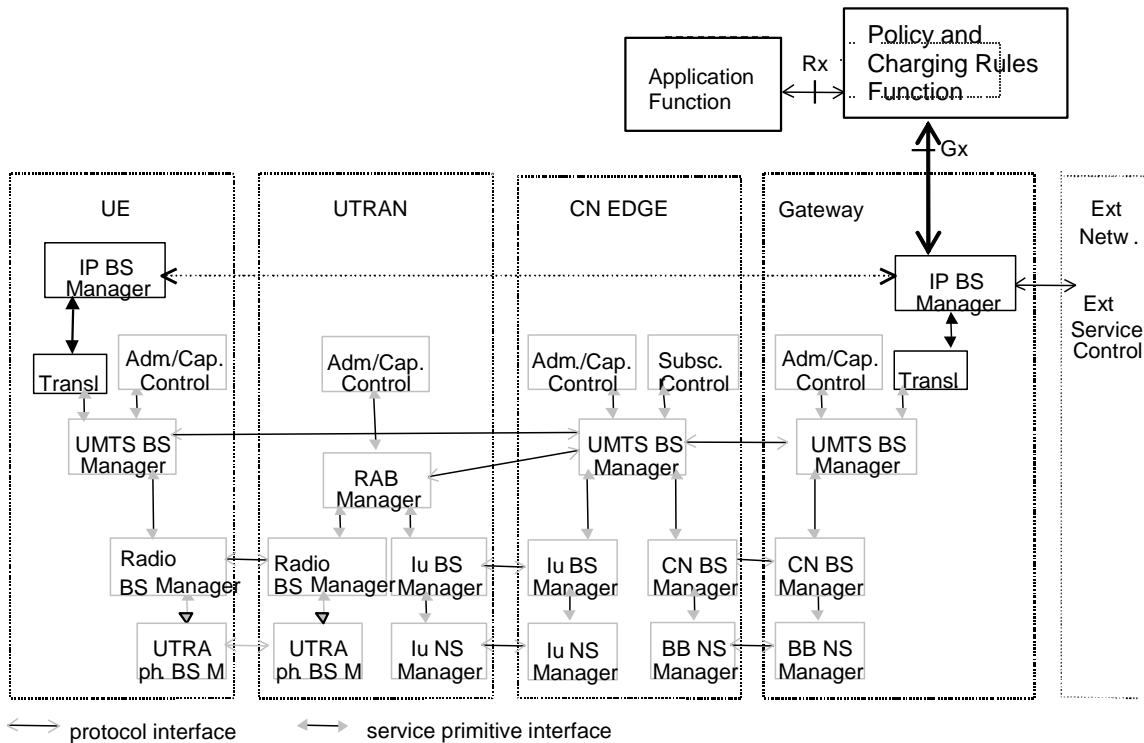 Policy and
Charging Rules
Function
Rx
Application
Function
Gx
UE
UTRAN
CN EDGE
Gateway
Ext
Netw .
IP BS
Manager
IP BS
Manager
Ext
Service
Control
Transl
Adm./Cap.
Control
Adm/Cap.
Control
Adm./Cap.
Control
Subsc.
Control
Adm/Cap.
Control
Transl
UMTS BS
Manager
UMTS BS
Manager
UMTS BS
Manager
RAB
Manager
Radio
BS Manager
Radio
BS Manager
Iu BS
Manager
Iu BS
Manager
CN BS
Manager
CN BS
Manager
UTRA
ph. BS M
UTRA
ph. BS M
Iu NS
Manager
Iu NS
Manager
BB NS
Manager
BB NS
Manager
protocol interface
service primitive interface